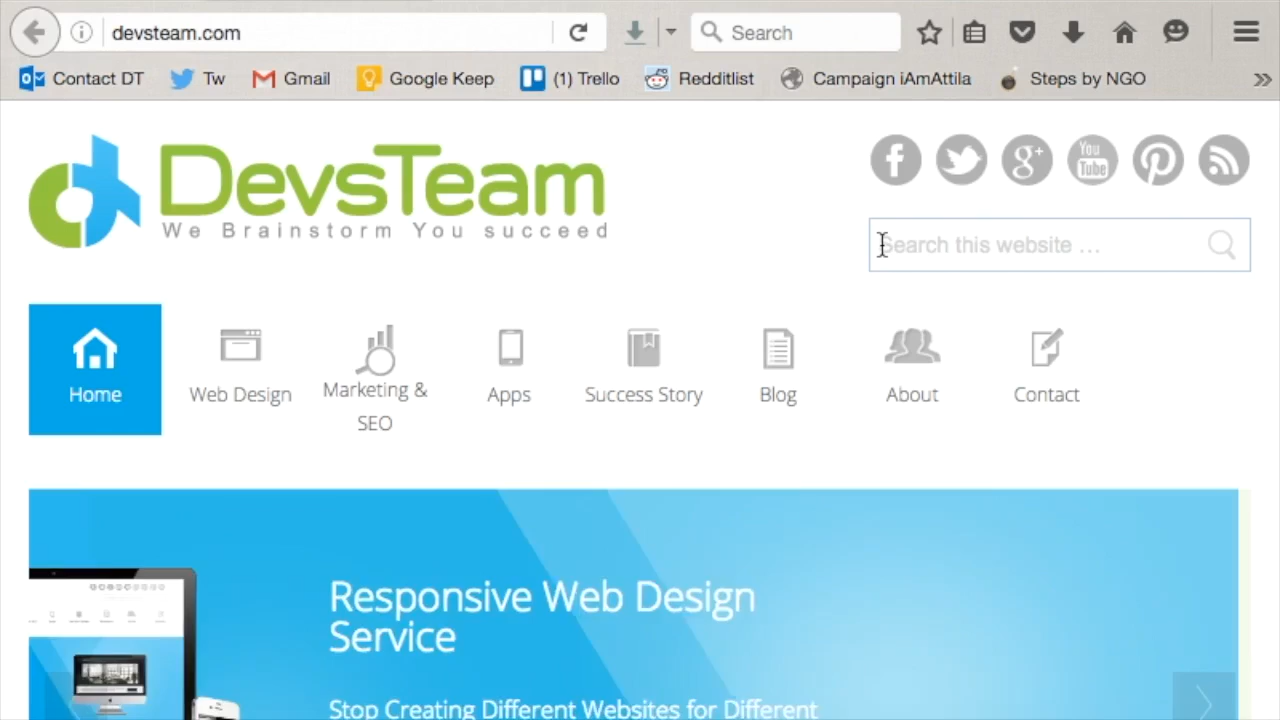 devsteam.com
Search
Contact DT
Tw
Gmail
Google Keep
(1) Trello
Redditlist
Campaign iAmAttila
Steps by NGO
DevsTeam
We Brainstorm You succeed
g+
You
Tube
Search this website ...
Home
Web Design
Marketing &
SEO
Apps
Success Story
Blog
About
Contact
Responsive Web Design
Service
Stop Creating Different Websites for Different